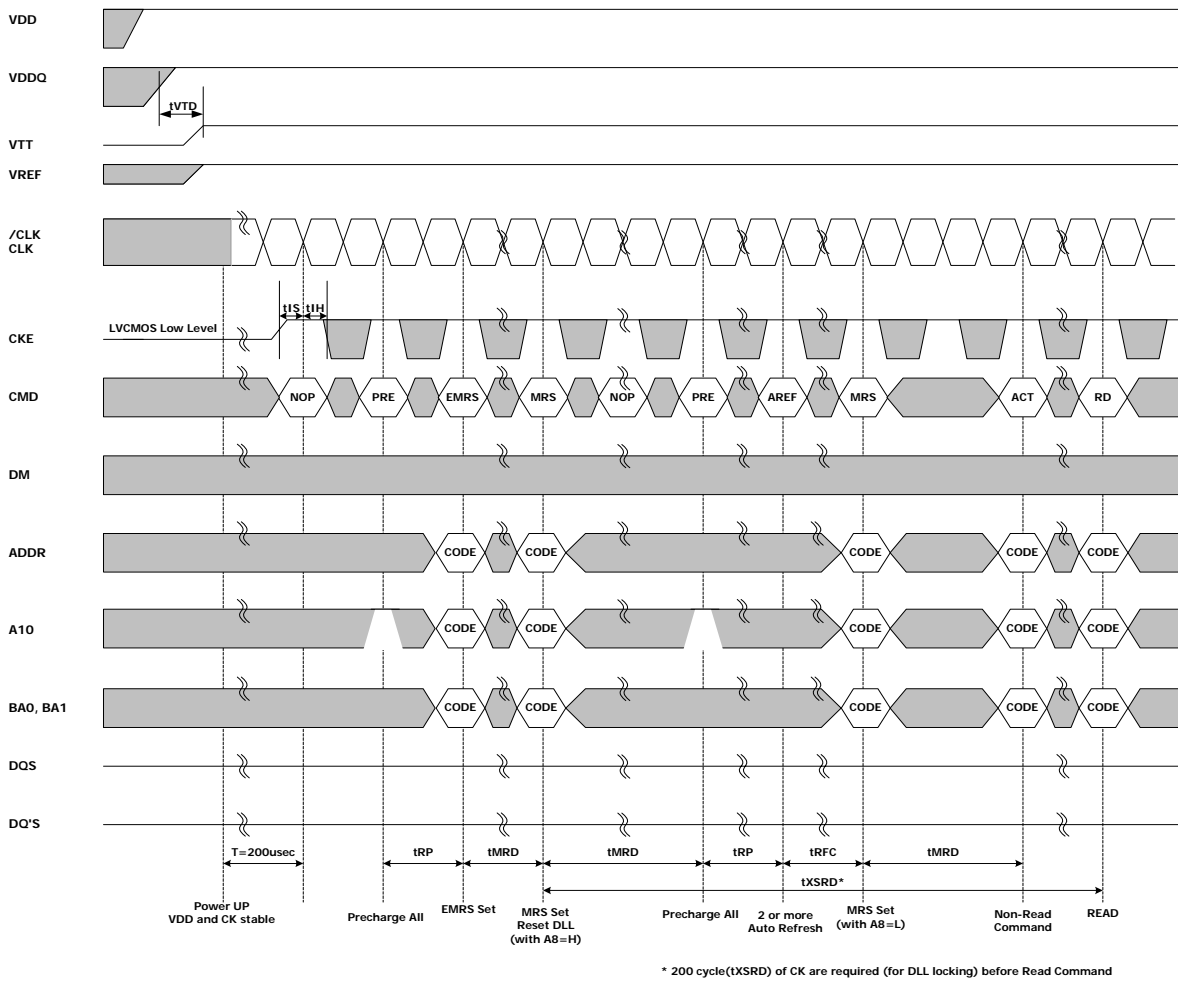 VDD
VDDQ
tVTD
VTT
VREF
/CLK
CLK
tIS tIH
LVCMOS Low Level
CKE
CMD NOP PRE EMRS MRS NOP PRE AREF MRS ACT RD
DM
ADDR CODE CODE CODE CODE CODE
A10 CODE CODE CODE CODE CODE
BA0, BA1 CODE CODE CODE CODE CODE
DQS
DQ'S
T=200usec tRP tMRD tMRD tRP tRFC tMRD
tXSRD*
Power UP
VDD and CK stable
Precharge All
EMRS Set
MRS Set
Reset DLL
(with A8=H)
Precharge All
2 or more
Auto Refresh
MRS Set
(with A8=L)
Non-Read
Command
READ
* 200 cycle(tXSRD) of CK are required (for DLL locking) before Read Command